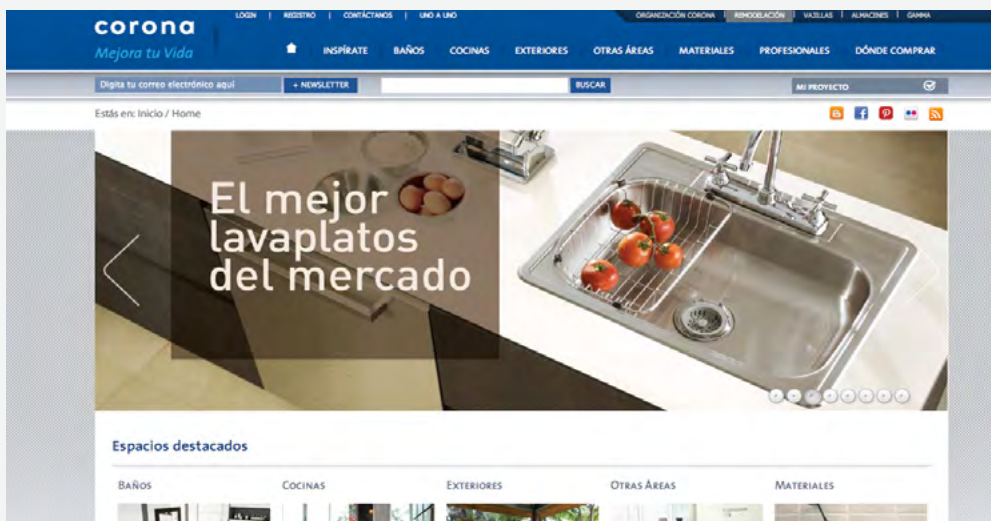 LOGIN | REGISTRO | CONTÁCTANOS | UNO A UNO
ORGANIZACIÓN CORONA | REMODELACIÓN | VAJILLAS | ALMACENES | GAMMA
corona
Mejora tu Vida
INSPÍRATE BAÑOS COCINAS EXTERIORES OTRAS ÁREAS MATERIALES PROFESIONALES DÓNDE COMPRAR
Digita tu correo electrónico aquí + NEWSLETTER BUSCAR MI PROYECTO
Estás en: Inicio / Home
El mejor
lavaplatos
del mercado
Espacios destacados
BAÑOS COCINAS EXTERIORES OTRAS ÁREAS MATERIALES